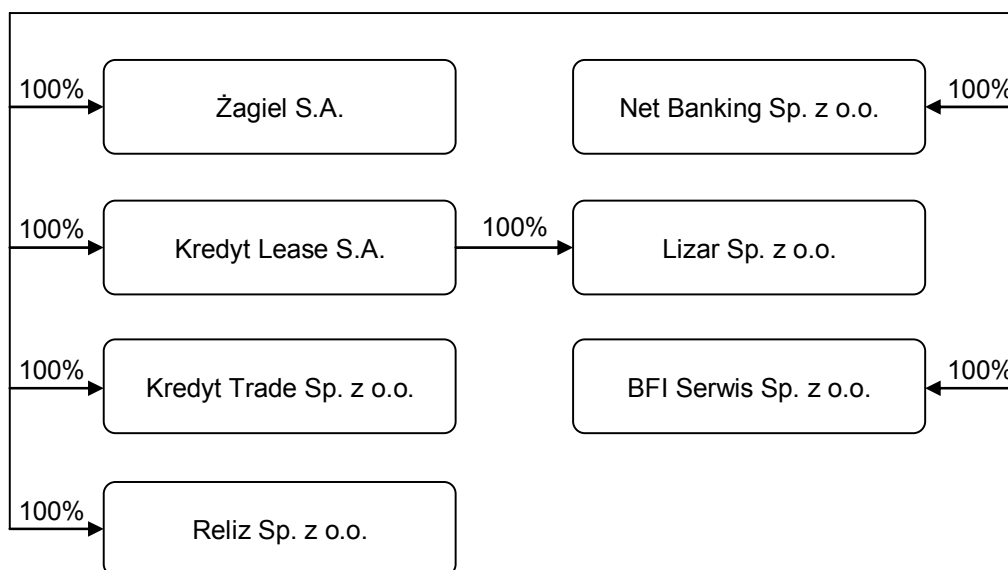 100%
Żagiel S.A.
Net Banking Sp. z o.o.
100%
100%
Kredyt Lease S.A.
100%
Lizar Sp. z o.o.
100%
Kredyt Trade Sp. z o.o.
BFI Serwis Sp. z o.o.
100%
100%
Reliz Sp. z o.o.